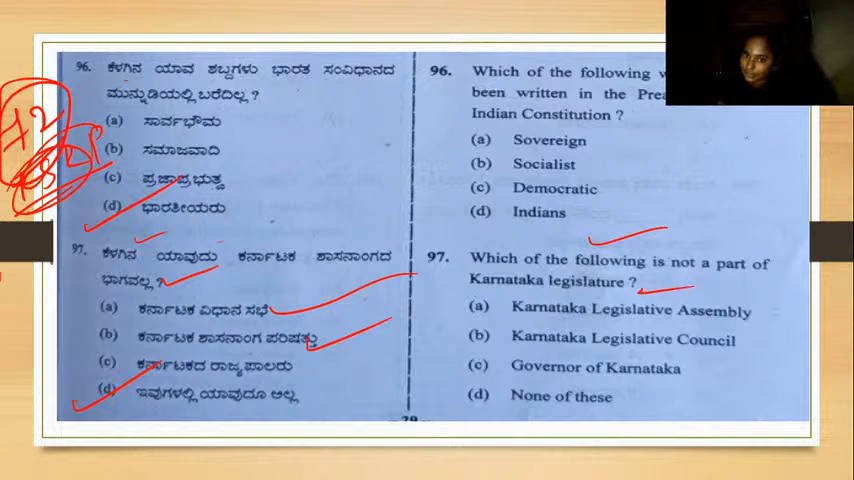 96. ಕೆಳಗಿನ ಯಾವ ಶಬ್ದಗಳು ಭಾರತ ಸಂವಿಧಾನದ
ಮುನ್ನುಡಿಯಲ್ಲಿ ಬರೆದಿಲ್ಲ ?
(a) ಸಾರ್ವಭೌಮ
(b) ಸಮಾಜವಾದಿ
(c) ಪ್ರಜಾಪ್ರಭುತ್ವ
(d) ಭಾರತೀಯರು
97. ಕೆಳಗಿನ ಯಾವುದು ಕರ್ನಾಟಕ ಶಾಸನಾಂಗದ
ಭಾಗವಲ್ಲ ?
(a) ಕರ್ನಾಟಕ ವಿಧಾನ ಸಭೆ
(b) ಕರ್ನಾಟಕ ಶಾಸನಾಂಗ ಪರಿಷತ್ತು
(c) ಕರ್ನಾಟಕದ ರಾಜ್ಯಪಾಲರು
(d) ಇವುಗಳಲ್ಲಿ ಯಾವುದೂ ಅಲ್ಲ
96. Which of the following
been written in the
Indian Constitution ?
(a) Sovereign
(b) Socialist
(c) Democratic
(d) Indians
97. Which of the following is not a part of
Karnataka legislature ?
(a) Karnataka Legislative Assembly
(b) Karnataka Legislative Council
(c) Governor of Karnataka
(d) None of these